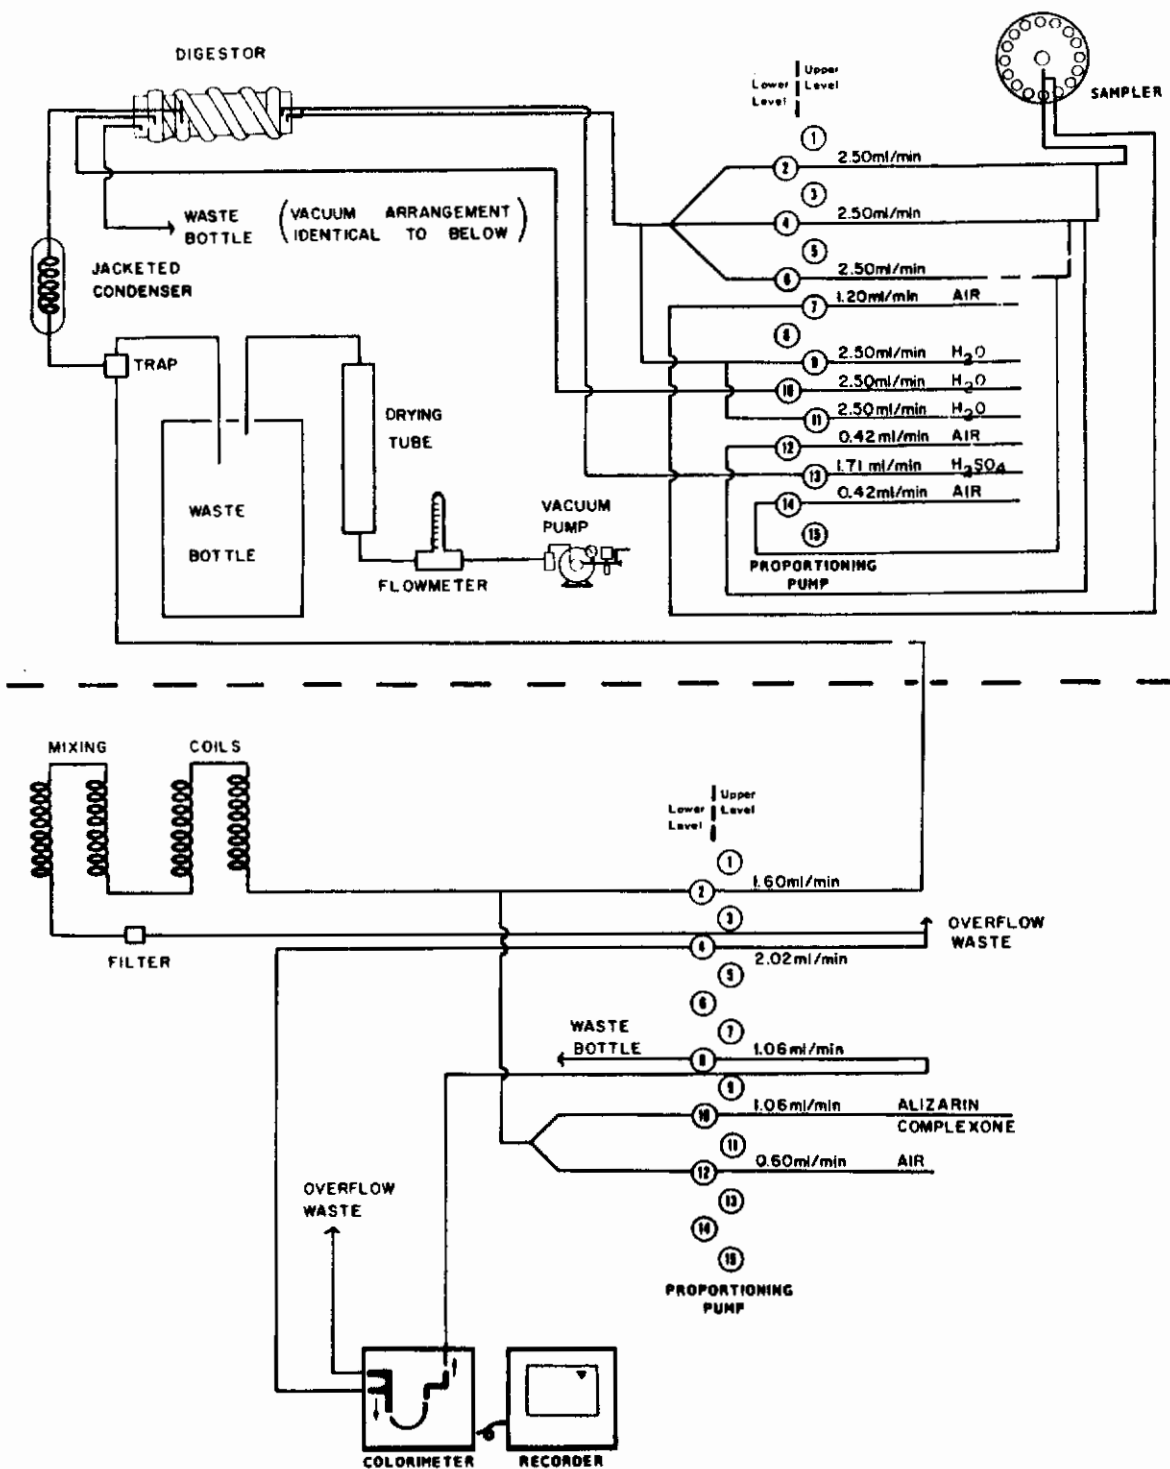 DIGESTOR
Lower Level | Upper Level
SAMPLER
1
2 2.50ml/min
3
WASTE BOTTLE (VACUUM ARRANGEMENT IDENTICAL TO BELOW)
4 2.50ml/min
5
JACKETED CONDENSER
6 2.50ml/min
7 1.20ml/min AIR
8
TRAP
9 2.50ml/min H2O
10 2.50ml/min H2O
DRYING TUBE
11 2.50ml/min H2O
12 0.42ml/min AIR
13 1.71 ml/min H2SO4
14 0.42ml/min AIR
WASTE BOTTLE
VACUUM PUMP
15
FLOWMETER
PROPORTIONING PUMP
MIXING COILS
Lower Level | Upper Level
1
2 1.60ml/min
3
OVERFLOW WASTE
FILTER
4 2.02ml/min
5
6
7
WASTE BOTTLE
8 1.06ml/min
9
10 1.06ml/min ALIZARIN COMPLEXONE
11
12 0.60ml/min AIR
OVERFLOW WASTE
13
14
15
PROPORTIONING PUMP
COLORIMETER
RECORDER